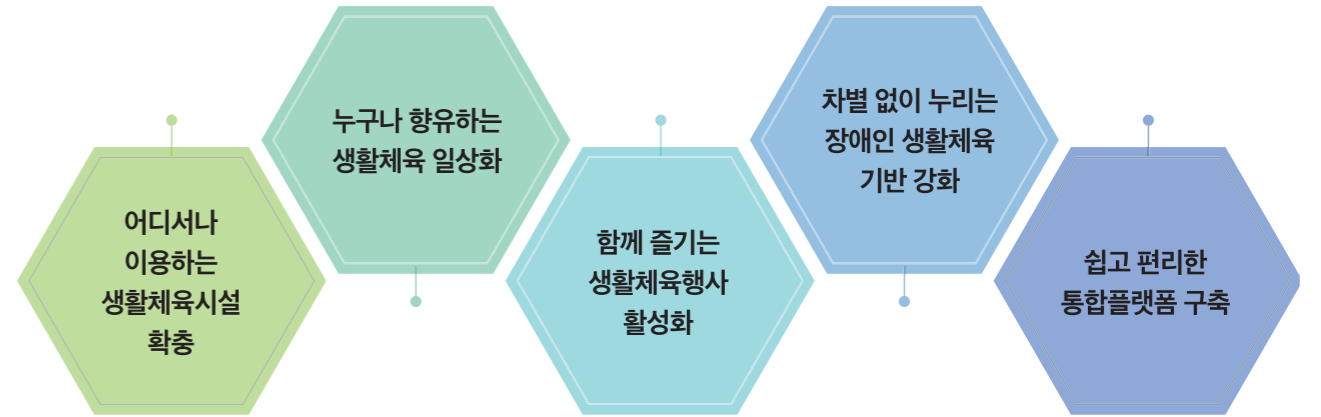 어디서나
이용하는
생활체육시설
확충
누구나 향유하는
생활체육 일상화
함께 즐기는
생활체육행사
활성화
차별 없이 누리는
장애인 생활체육
기반 강화
쉽고 편리한
통합플랫폼 구축